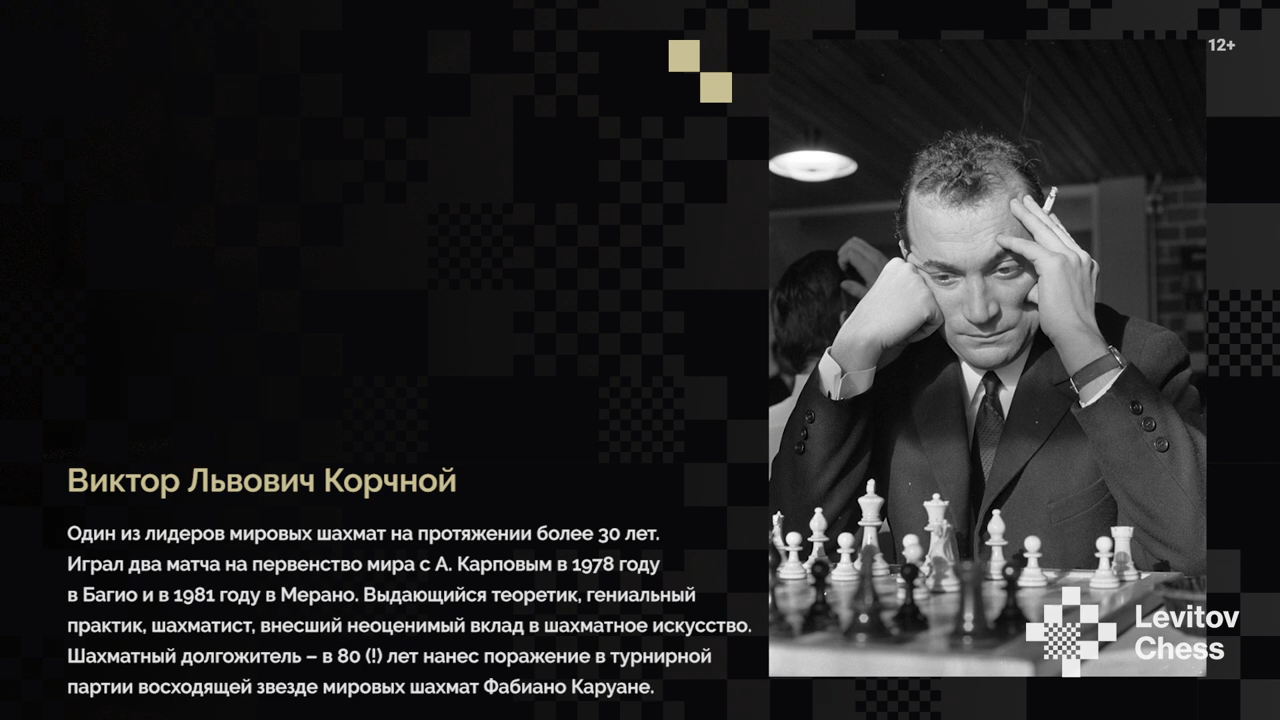 12+
Виктор Львович Корчной
Один из лидеров мировых шахмат на протяжении более 30 лет.
Играл два матча на первенство мира с А. Карповым в 1978 году
в Багио и в 1981 году в Мерано. Выдающийся теоретик, гениальный
практик, шахматист, внесший неоценимый вклад в шахматное искусство.
Шахматный долгожитель – в 80 (!) лет нанес поражение в турнирной
партии восходящей звезде мировых шахмат Фабиано Каруане.
Levitov
Chess